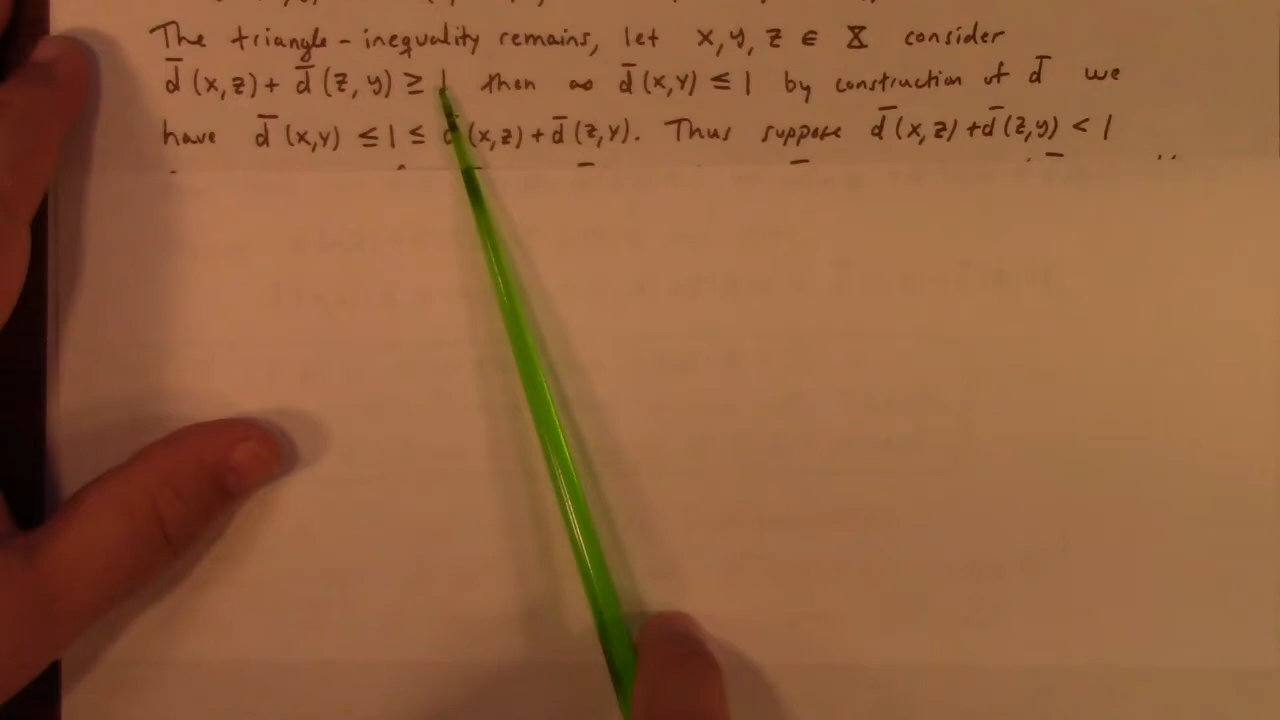 The triangle-inequality remains, let x, y, z ∈ X consider
d̄(x,z) + d̄(z,y) ≥ 1 then as d̄(x,y) ≤ 1 by construction of d̄ we
have d̄(x,y) ≤ 1 ≤ d̄(x,z) + d̄(z,y). Thus suppose d̄(x,z) + d̄(z,y) < 1